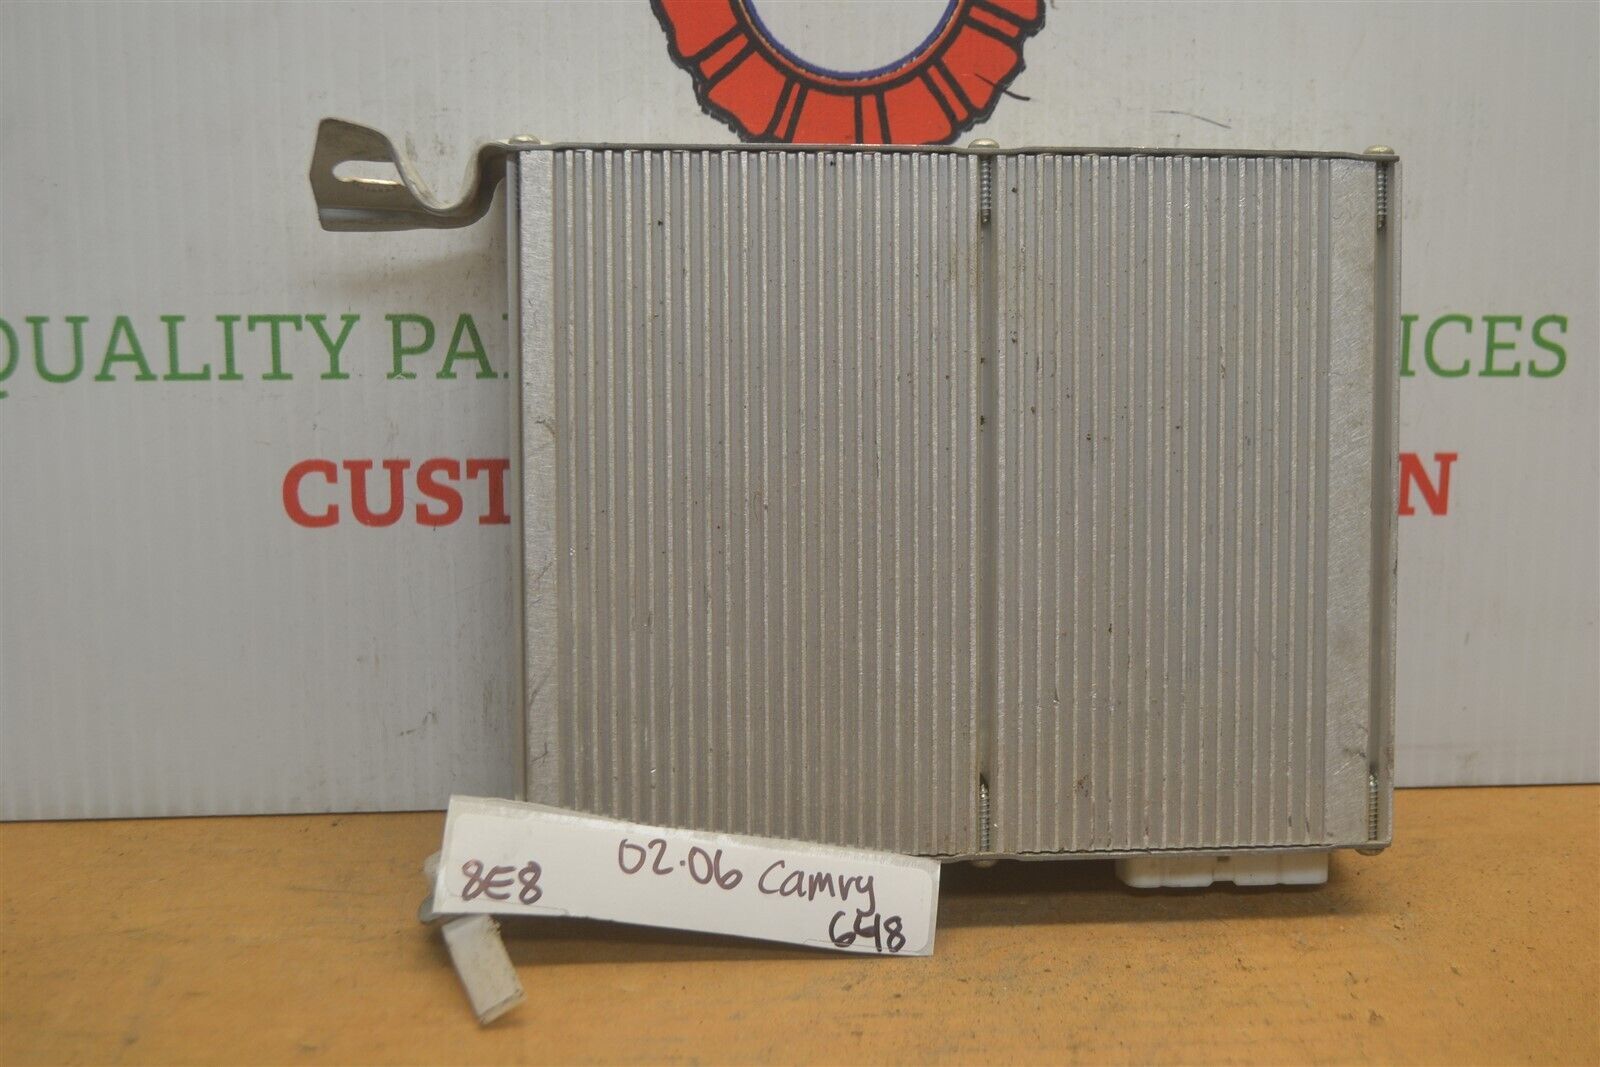 QUALITY PA ICES
CUST N
02-06 Camry
8E8
648